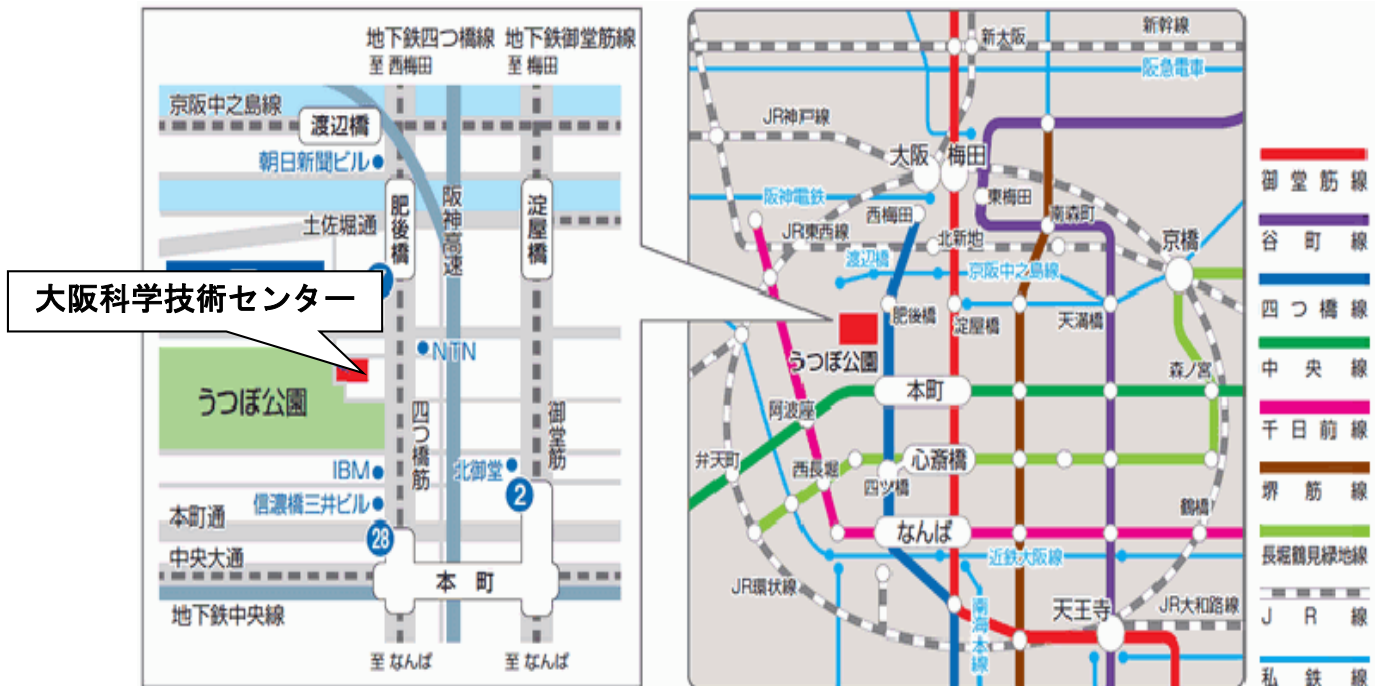 地下鉄四つ橋線
至 西梅田
地下鉄御堂筋線
至 梅田
京阪中之島線
渡辺橋
朝日新聞ビル
肥後橋
阪神高速
淀屋橋
土佐堀通
大阪科学技術センター
NTN
うつぼ公園
四つ橋筋
御堂筋
IBM
北御堂
信濃橋三井ビル
2
本町通
28
中央大通
本町
地下鉄中央線
至 なんば
至 なんば
新幹線
新大阪
阪急電車
JR神戸線
大阪
梅田
阪神電鉄
東梅田
西梅田
南森町
JR東西線
北新地
京橋
渡辺橋
京阪中之島線
肥後橋
淀屋橋
天満橋
うつぼ公園
森ノ宮
本町
阿波座
弁天町
西長堀
心斎橋
四ツ橋
鶴橋
なんば
近鉄大阪線
JR環状線
南海本線
天王寺
JR大和路線
御堂筋線
谷町線
四つ橋線
中央線
千日前線
堺筋線
長堀鶴見緑地線
JR線
私鉄線